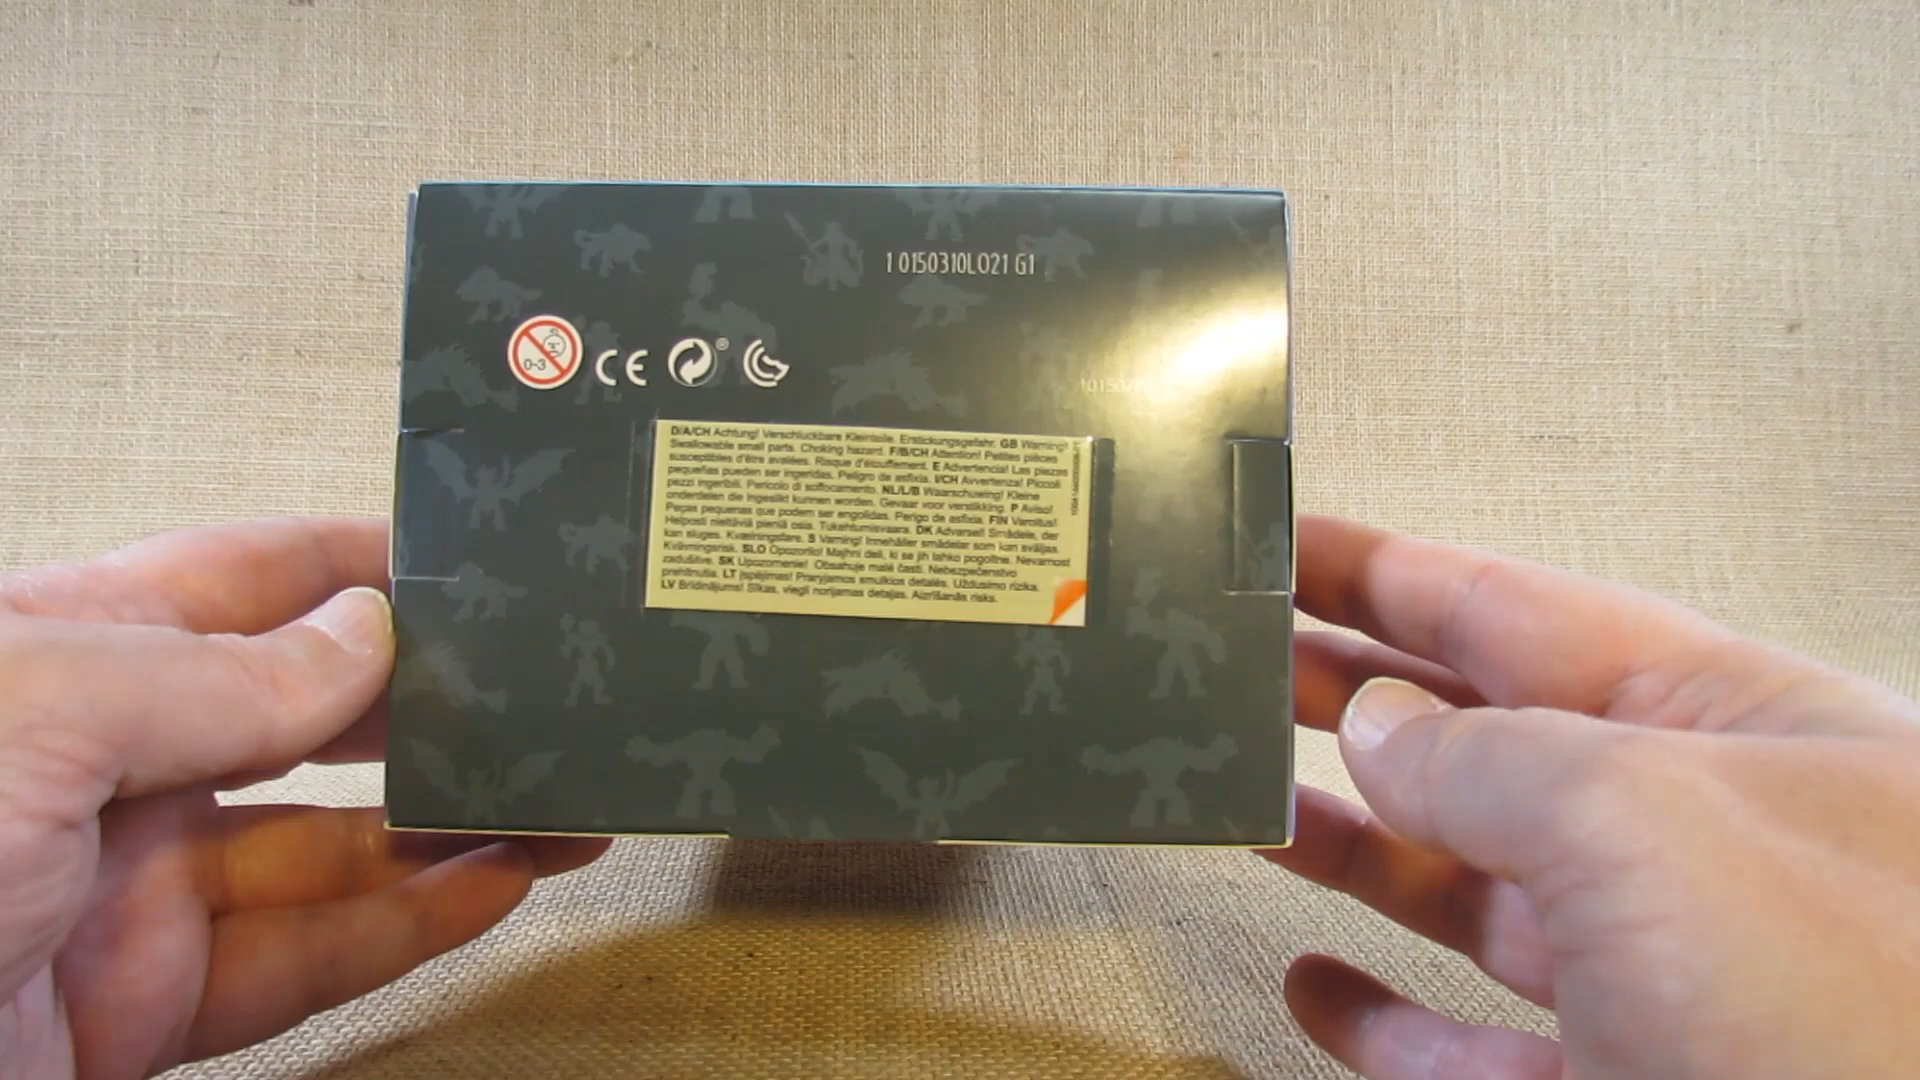 1 0150310L021 G1
0-3
CE
®
D/A/CH Achtung! Verschluckbare Kleinteile. Erstickungsgefahr. GB Warning!
Swallowable small parts. Choking hazard. F/B/CH Attention! Petites pièces
susceptibles d'être avalées. Risque d'étouffement. E Advertencia! Las piezas
pequeñas pueden ser ingeridas. Peligro de asfixia. I/CH Avvertenza! Piccoli
pezzi ingeribili. Pericolo di soffocamento. NL/L/B Waarschuwing! Kleine
onderdelen die ingeslikt kunnen worden. Gevaar voor verstikking. P Aviso!
Peças pequenas que podem ser engolidas. Perigo de asfixia. FIN Varoitus!
Helposti nieltäviä pieniä osia. Tukehtumisvaara. DK Advarsel! Smådele, der
kan sluges. Kvælningsfare. S Varning! Innehåller smådelar som kan sväljas.
Kvävningsrisk. SLO Opozorilo! Majhni deli, ki se jih lahko pogoltne. Nevarnost
zadušitve. SK Upozornenie! Obsahuje malé časti. Nebezpečenstvo
prehltnutia. LT Įspėjimas! Praryjamos smulkios detalės. Uždusimo rizika.
LV Brīdinājums! Sīkas, viegli norijamas detaļas. Aizrīšanās risks.